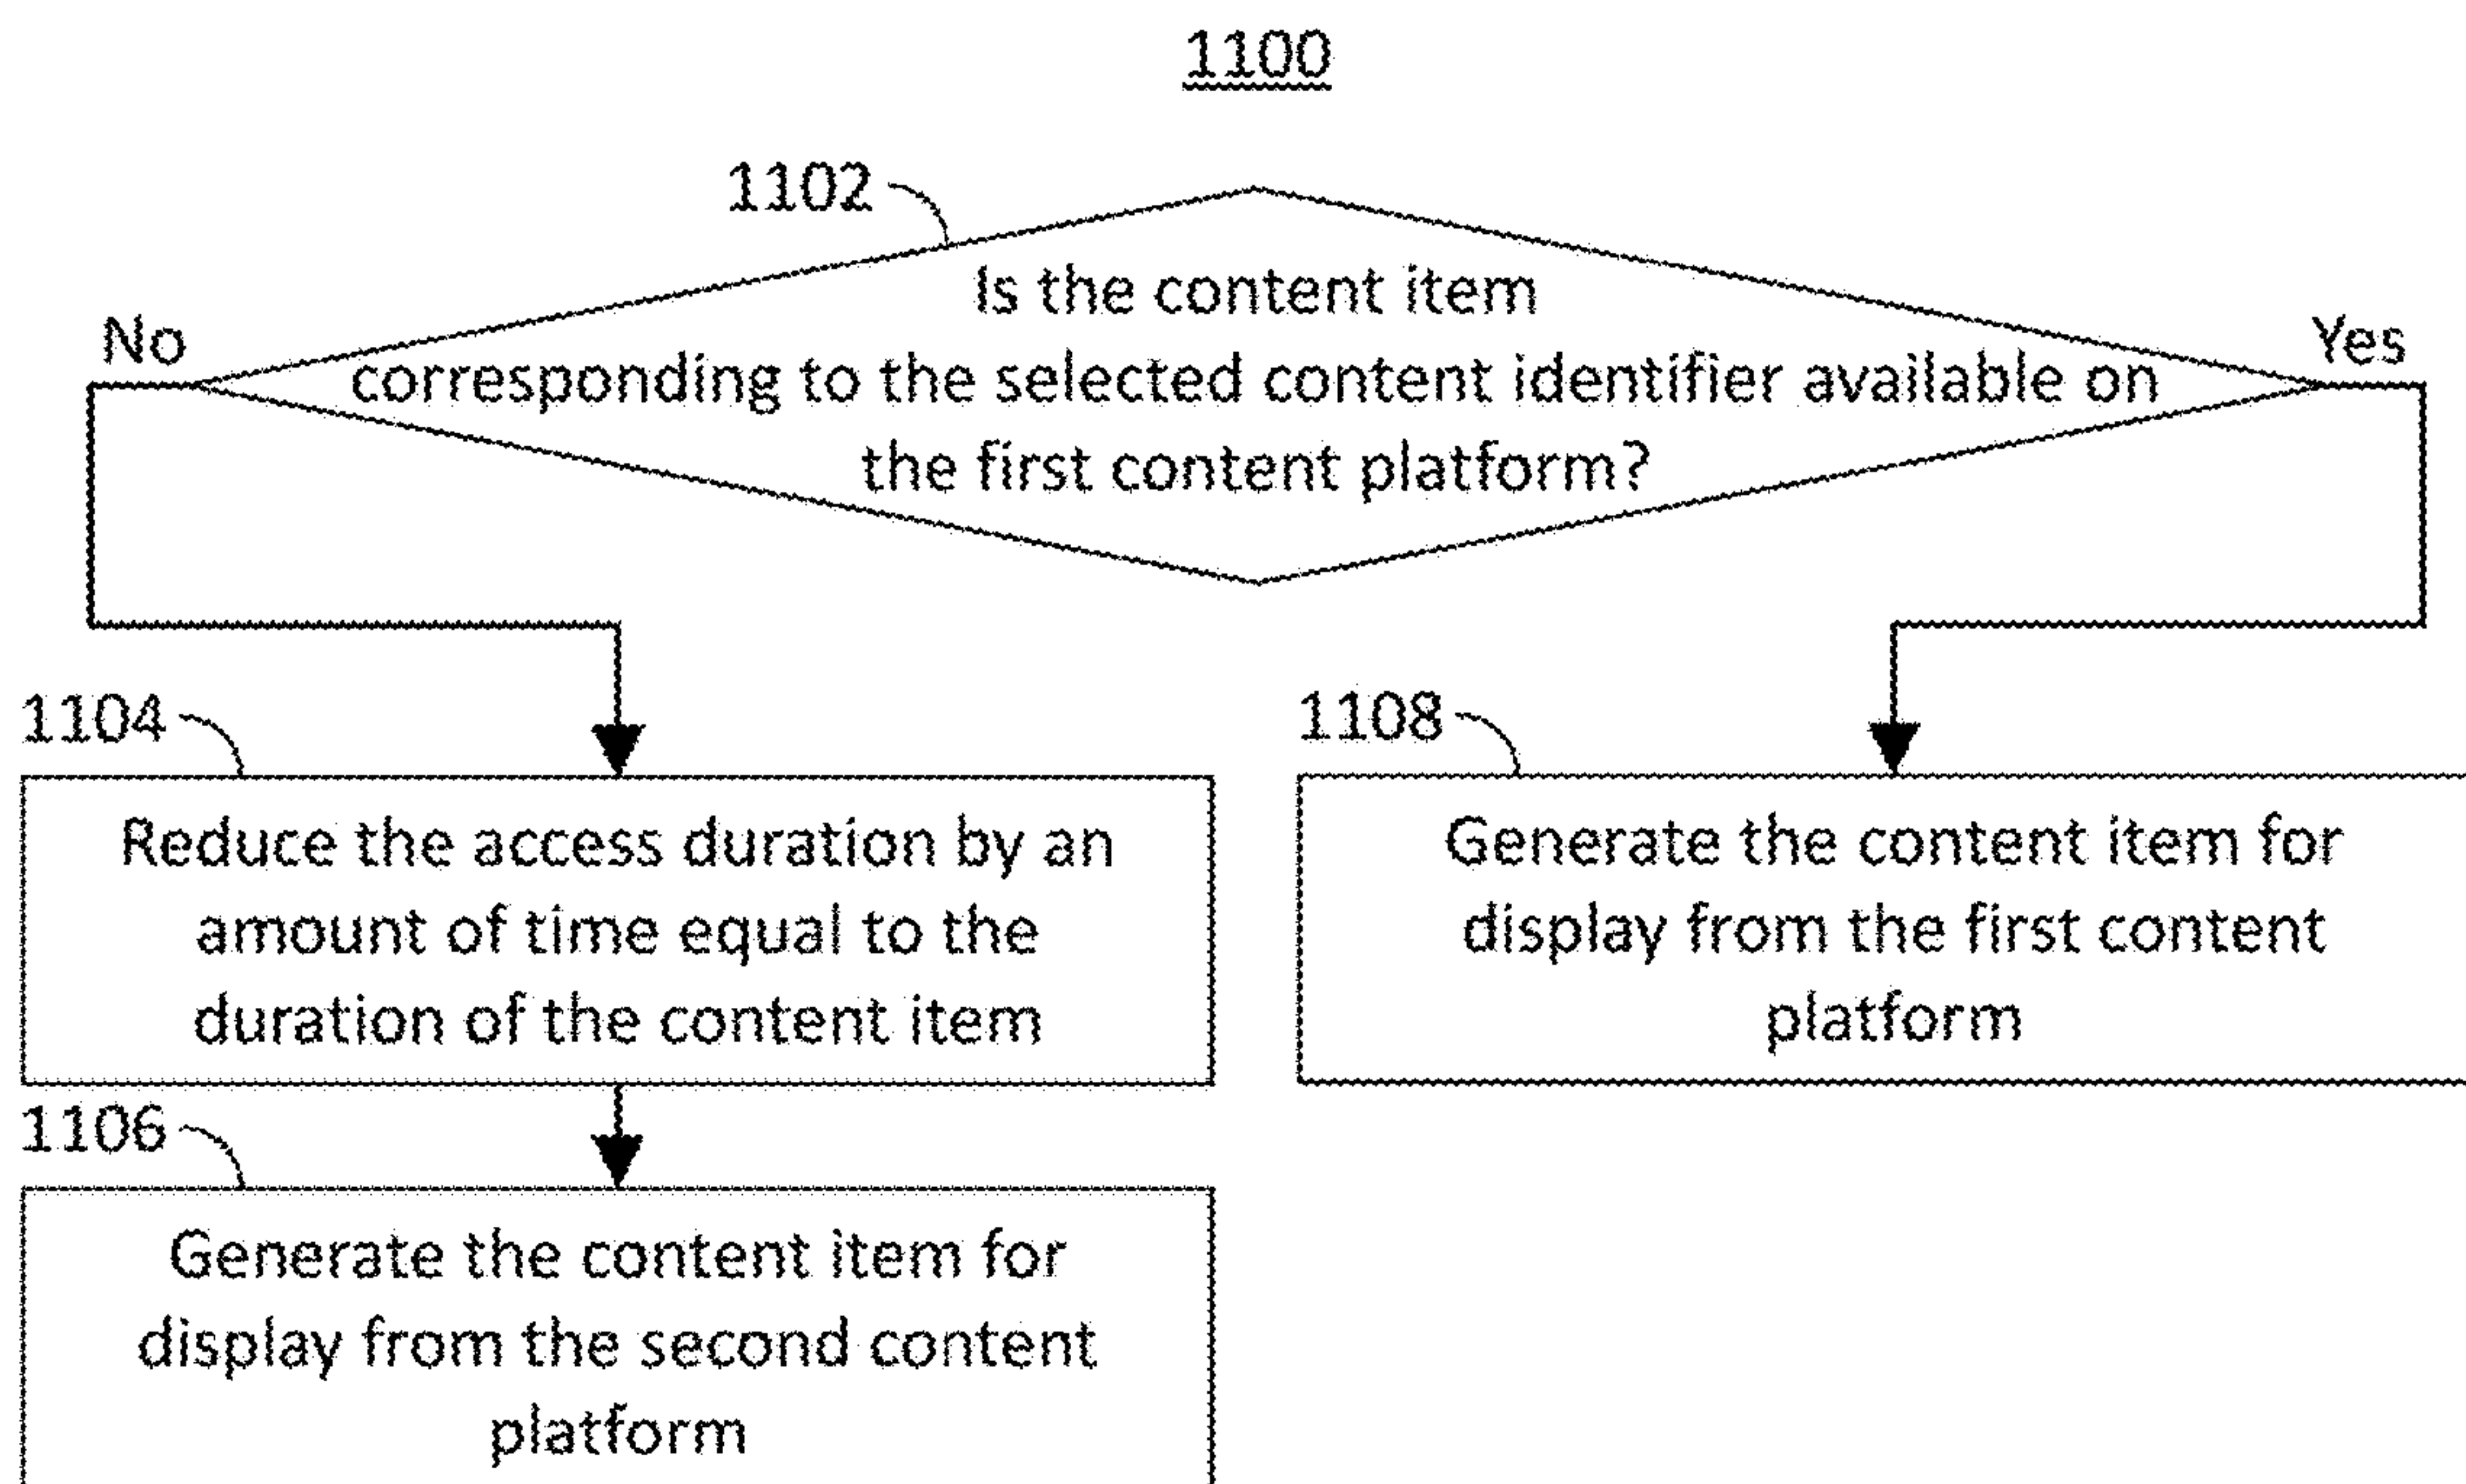 1100
1102
Is the content item
corresponding to the selected content identifier available on
the first content platform?
No
Yes
1104
Reduce the access duration by an
amount of time equal to the
duration of the content item
1108
Generate the content item for
display from the first content
platform
1106
Generate the content item for
display from the second content
platform